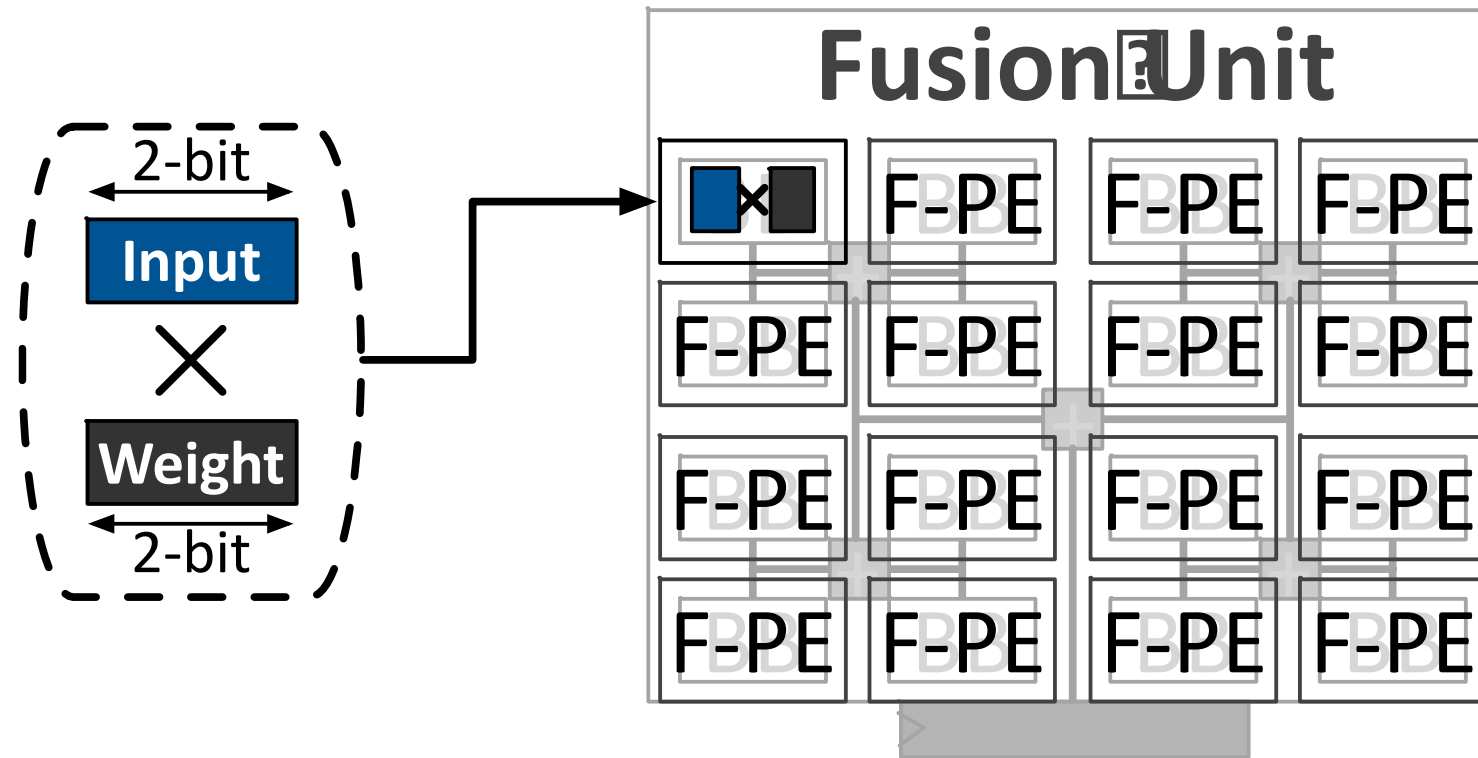 Fusion Unit
2-bit
Input
×
Weight
2-bit
× F-PE F-PE F-PE
F-PE F-PE F-PE F-PE
F-PE F-PE F-PE F-PE
F-PE F-PE F-PE F-PE